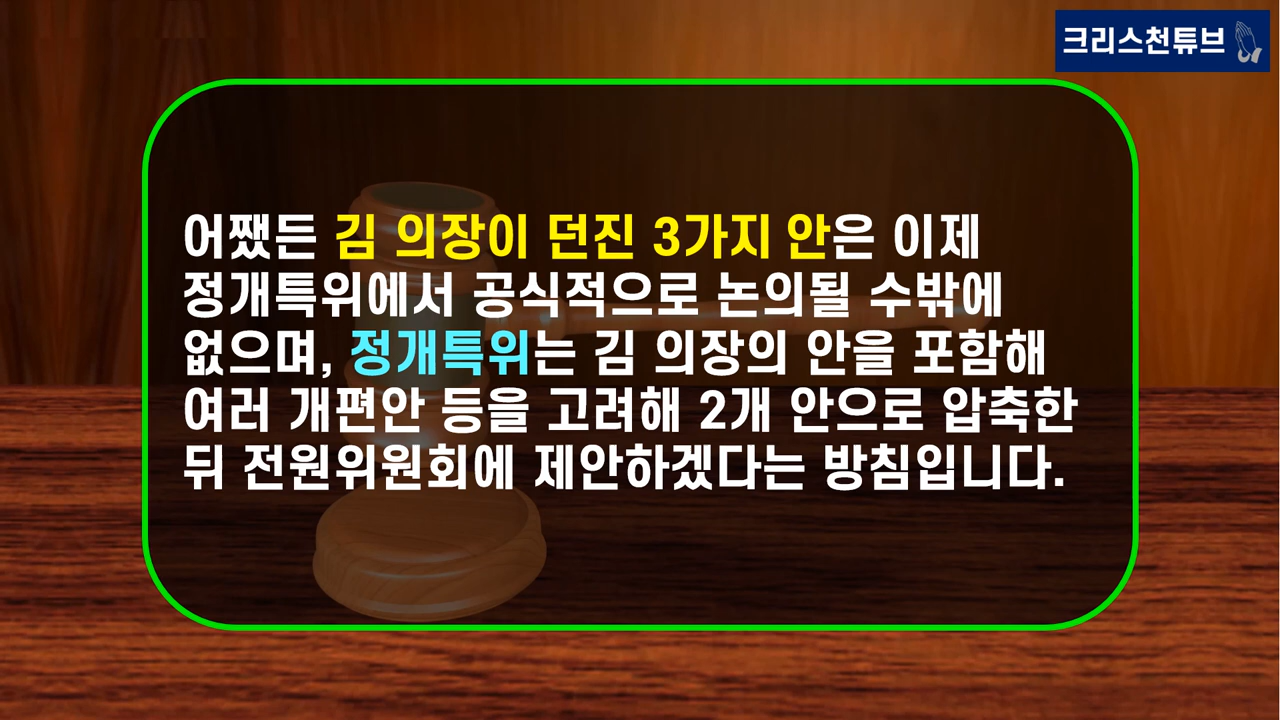 크리스천튜브
어쨌든 김 의장이 던진 3가지 안은 이제
정개특위에서 공식적으로 논의될 수밖에
없으며, 정개특위는 김 의장의 안을 포함해
여러 개편안 등을 고려해 2개 안으로 압축한
뒤 전원위원회에 제안하겠다는 방침입니다.